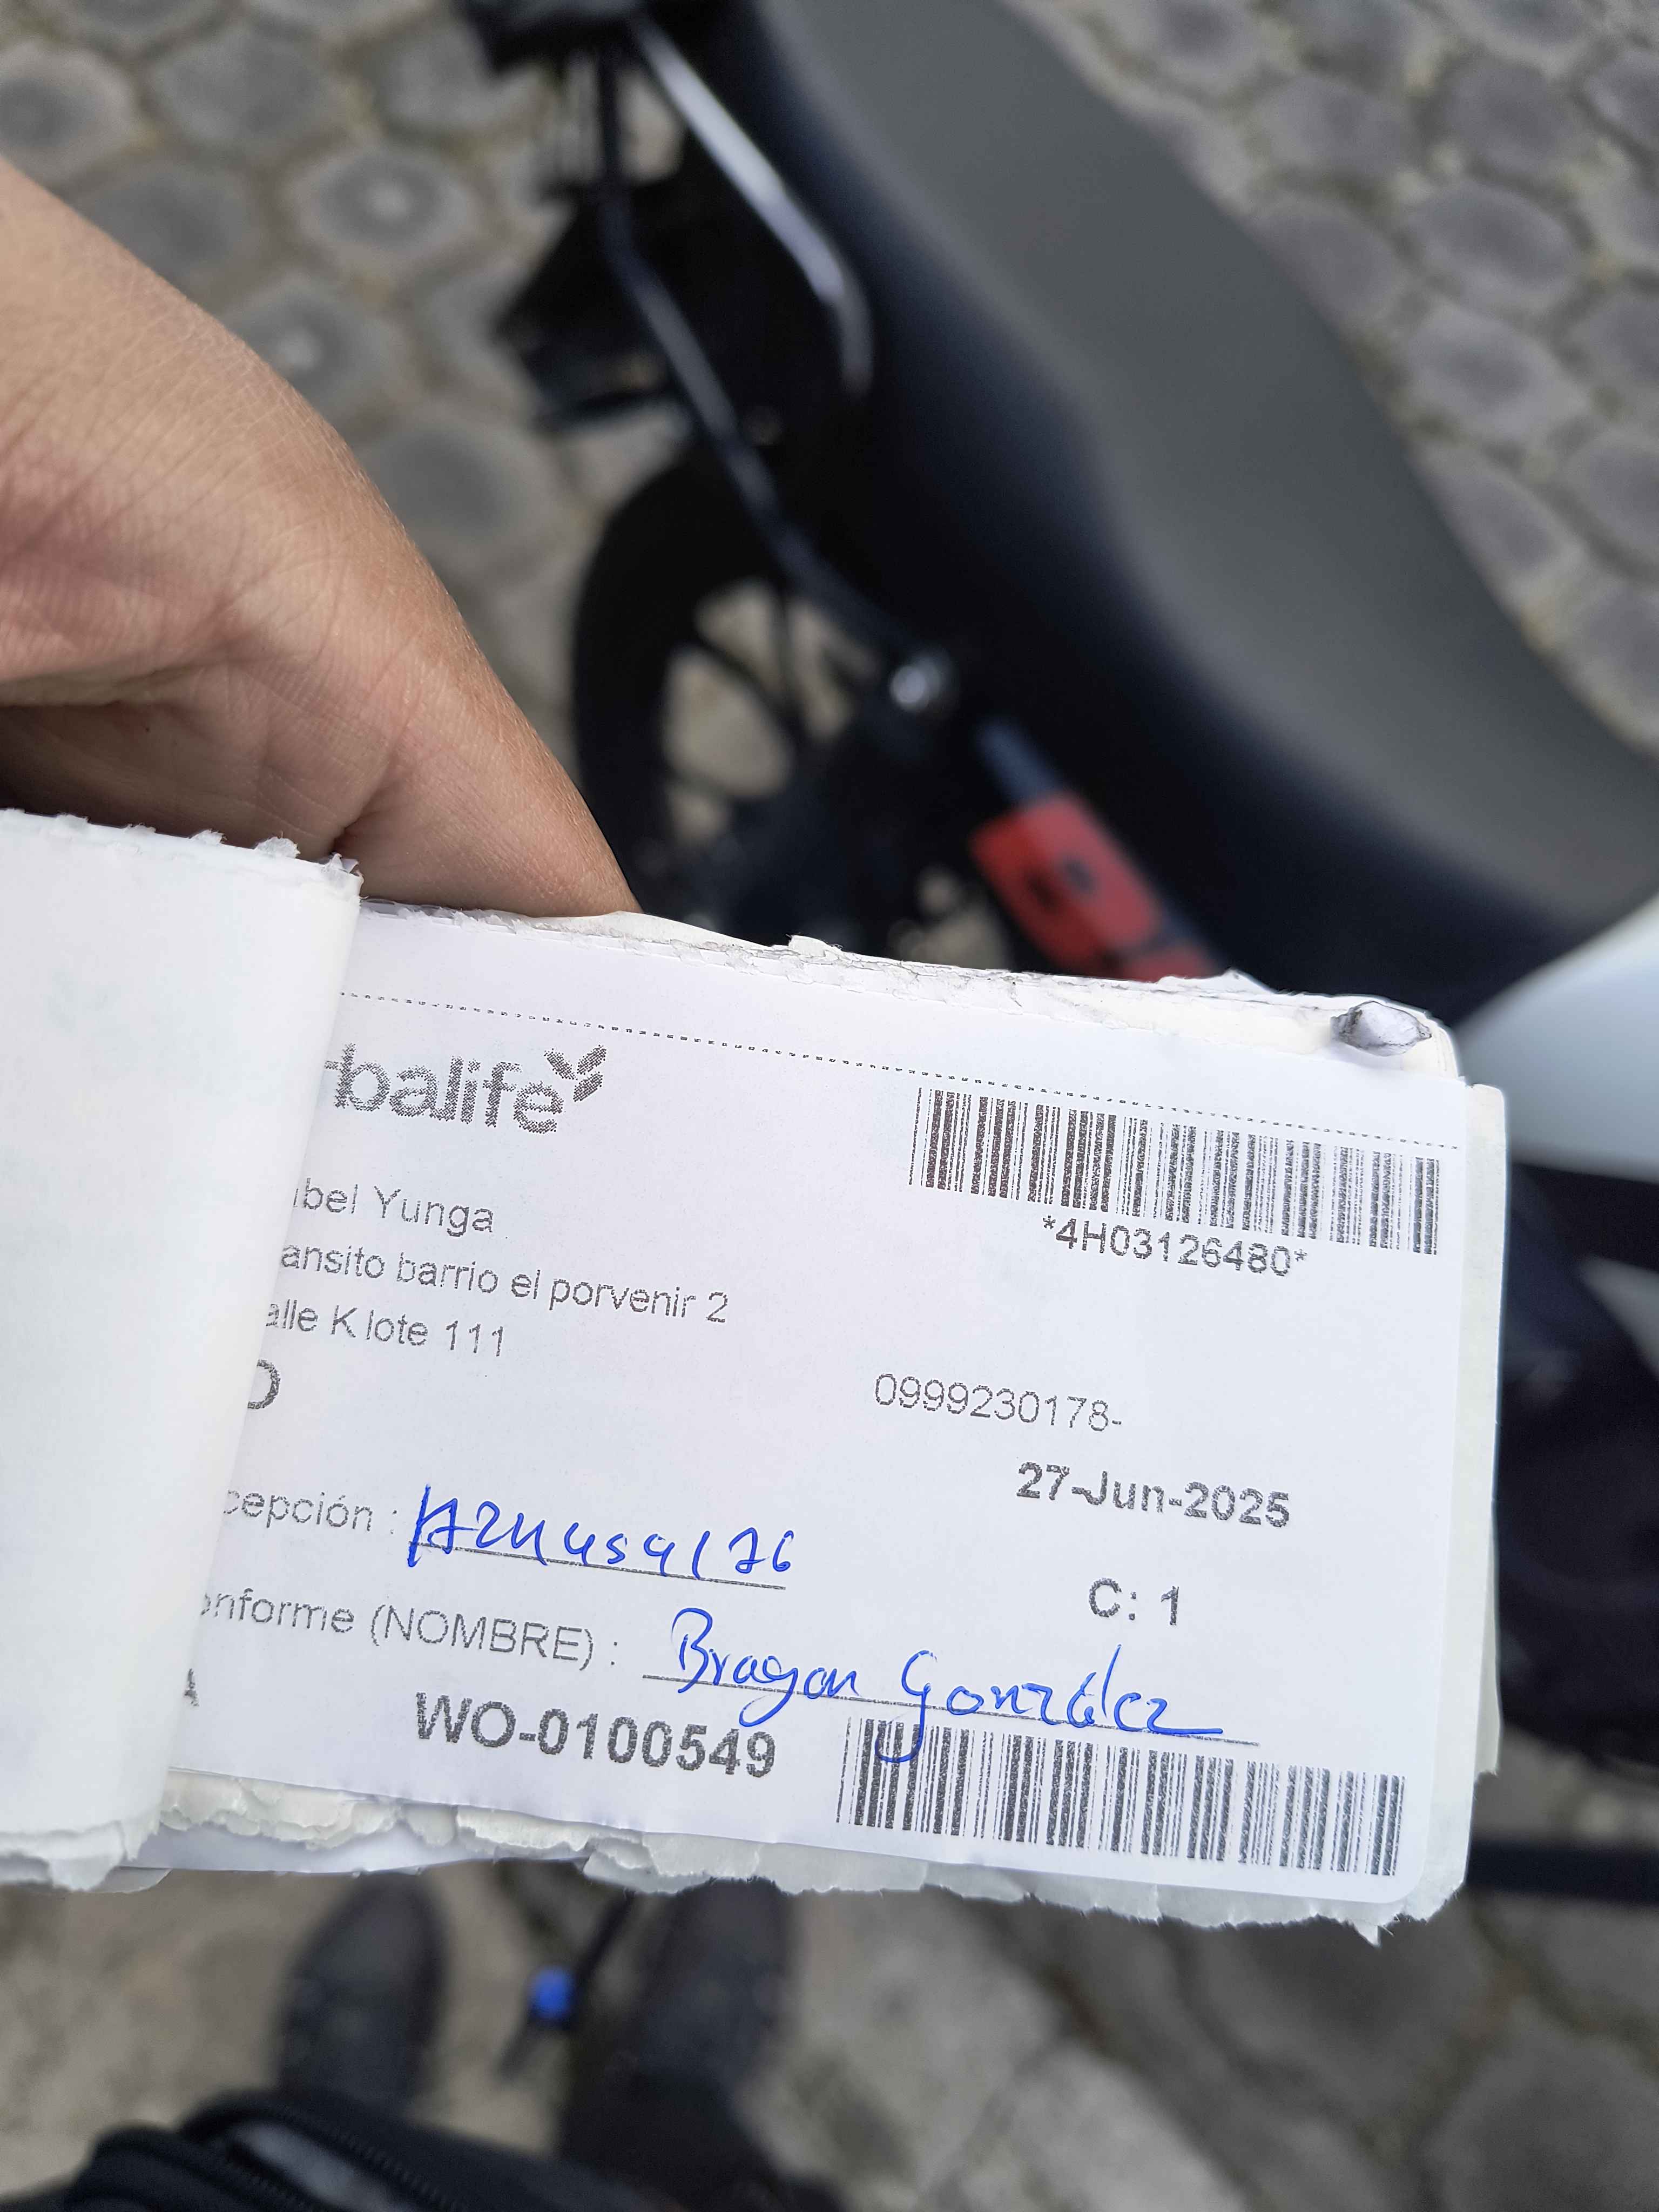 rbalife
*4H03126480*
abel Yunga
ansito barrio el porvenir 2
alle K lote 111
O
0999230178-
27-Jun-2025
cepción :
C: 1
onforme (NOMBRE) : Brayan González
A
WO-0100549